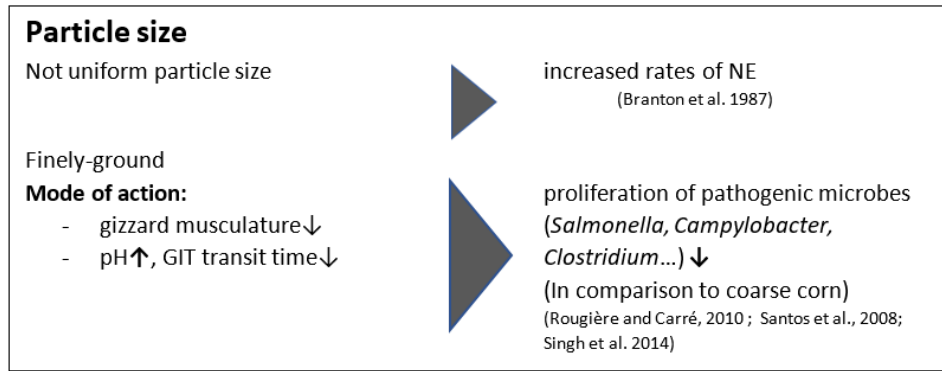 Particle size
Not uniform particle size
increased rates of NE
(Branton et al. 1987)
Finely-ground
Mode of action:
- gizzard musculature↓
- pH↑, GIT transit time↓
proliferation of pathogenic microbes
(Salmonella, Campylobacter,
Clostridium…) ↓
(In comparison to coarse corn)
(Rougière and Carré, 2010 ; Santos et al., 2008;
Singh et al. 2014)